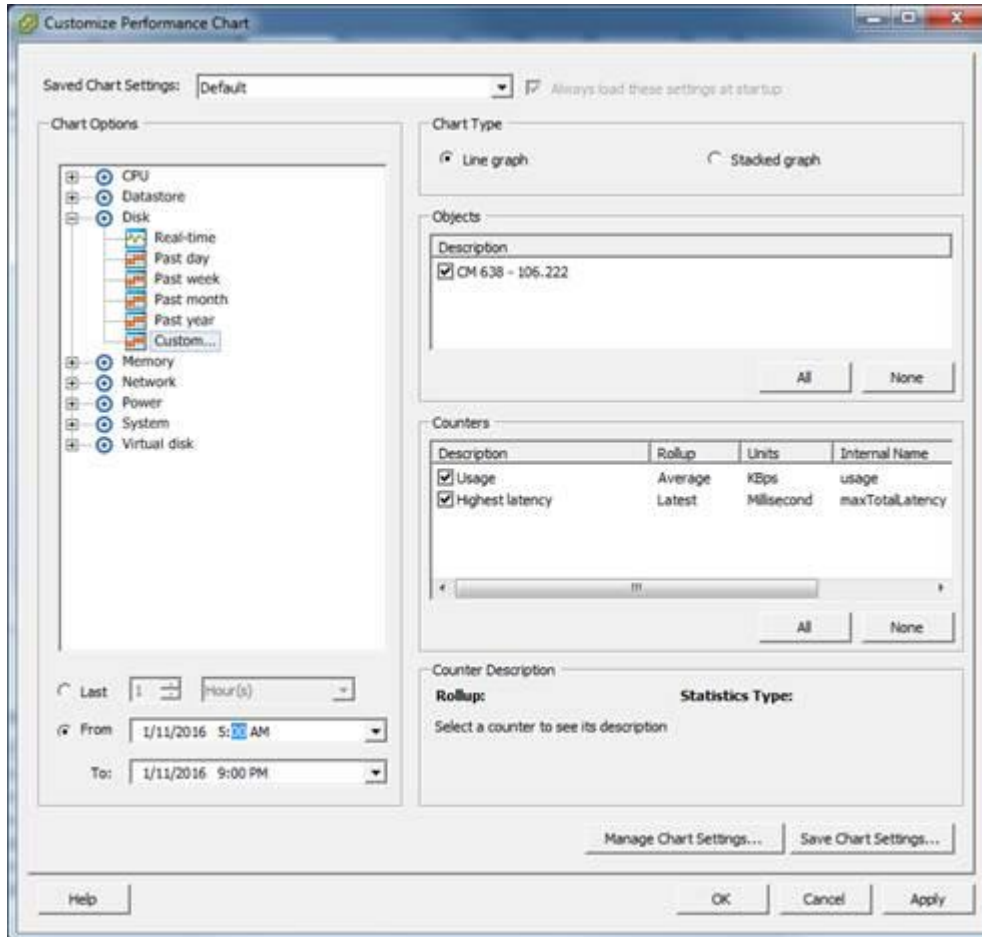 Customize Performance Chart
Saved Chart Settings: Default Always load these settings at startup
Chart Options
CPU
Datastore
Disk
Real-time
Past day
Past week
Past month
Past year
Custom...
Memory
Network
Power
System
Virtual disk
Last 1 Hour(s)
From 1/11/2016 5:00 AM
To: 1/11/2016 9:00 PM
Chart Type
Line graph Stacked graph
Objects
Description
CM 638 - 106.222
All None
Counters
Description Rollup Units Internal Name
Usage Average KBps usage
Highest latency Latest Millisecond maxTotalLatency
All None
Counter Description
Rollup: Statistics Type:
Select a counter to see its description
Manage Chart Settings... Save Chart Settings...
Help OK Cancel Apply